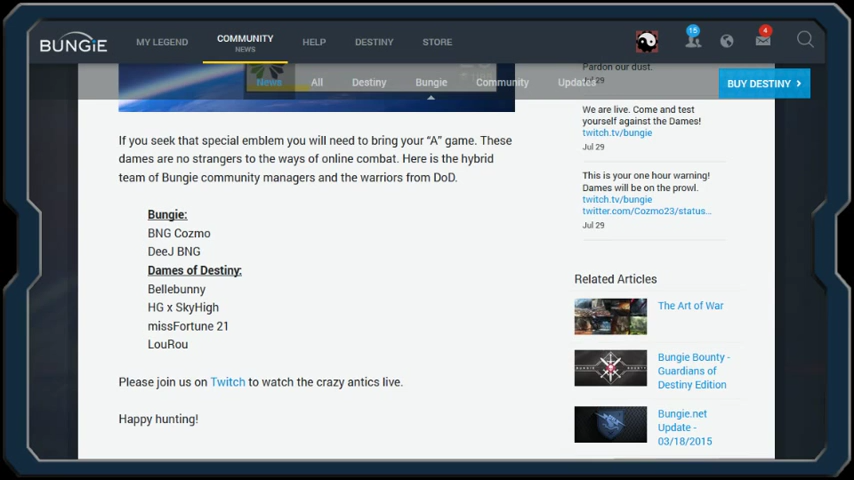 BUNGiE
MY LEGEND
COMMUNITY
NEWS
HELP
DESTINY
STORE
15
4
News
All
Destiny
Bungie
Community
Updates
BUY DESTINY >
If you seek that special emblem you will need to bring your “A” game. These
dames are no strangers to the ways of online combat. Here is the hybrid
team of Bungie community managers and the warriors from DoD.
Bungie:
BNG Cozmo
DeeJ BNG
Dames of Destiny:
Bellebunny
HG x SkyHigh
missFortune 21
LouRou
Please join us on Twitch to watch the crazy antics live.
Happy hunting!
Pardon our dust.
Jul 29
We are live. Come and test
yourself against the Dames!
twitch.tv/bungie
Jul 29
This is your one hour warning!
Dames will be on the prowl.
twitch.tv/bungie
twitter.com/Cozmo23/status...
Jul 29
Related Articles
The Art of War
Bungie Bounty -
Guardians of
Destiny Edition
Bungie.net
Update -
03/18/2015